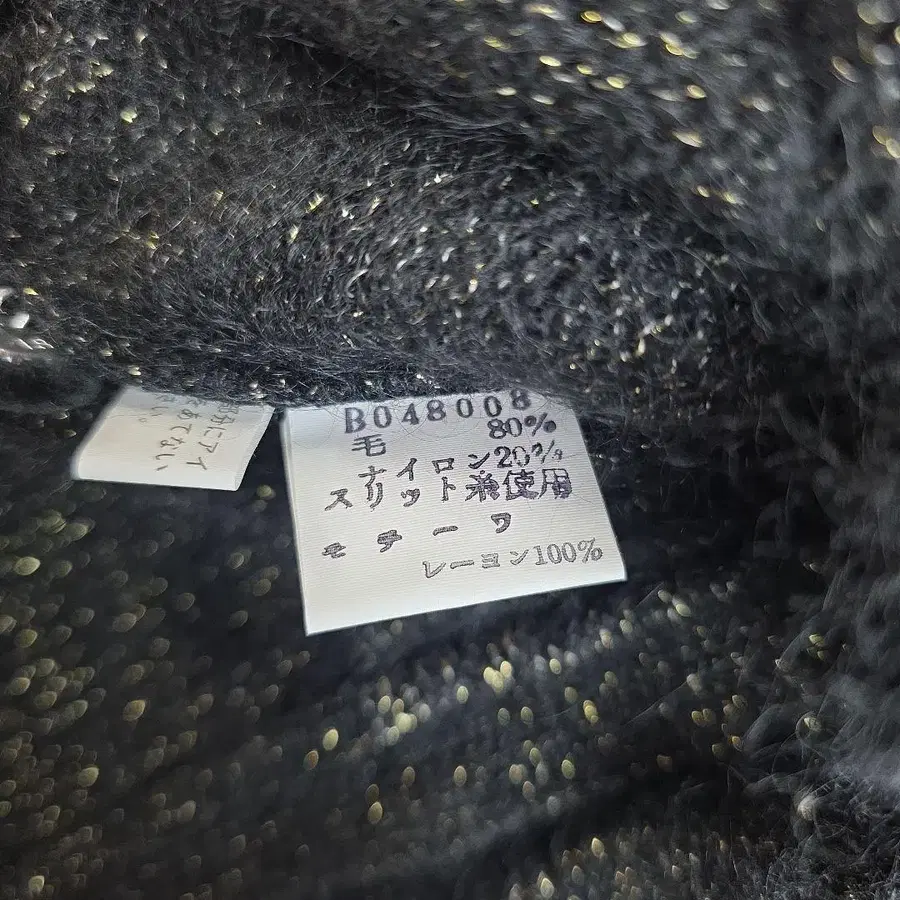 B048008
毛 80%
ナイロン20%
スリット糸使用
モチーフ
レーヨン100%